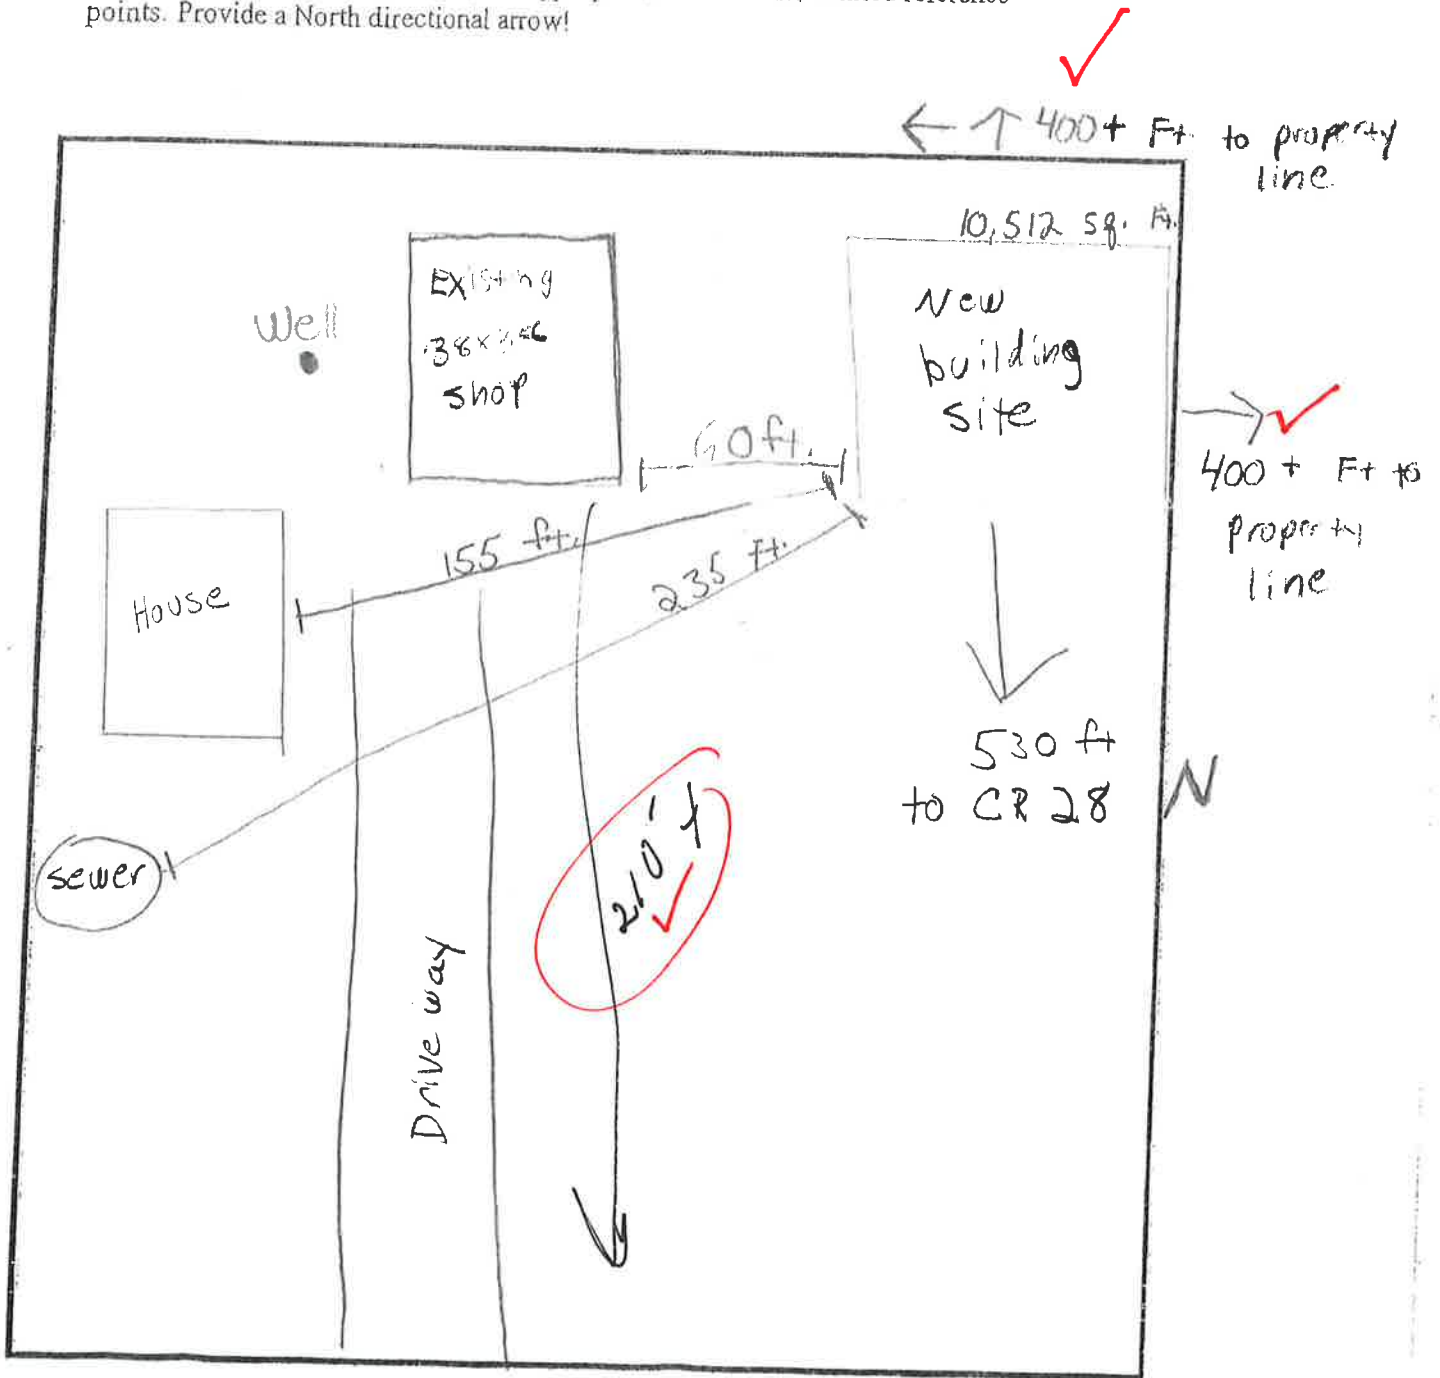 points. Provide a North directional arrow!
400+ Ft. to property
line
10,512 sq. Ft.
Existing
shop
Well
New
building
site
60 ft.
400+ Ft to
property
line
155 ft.
235 ft.
House
530 ft
to CR 28
N
210'
sewer
Drive way